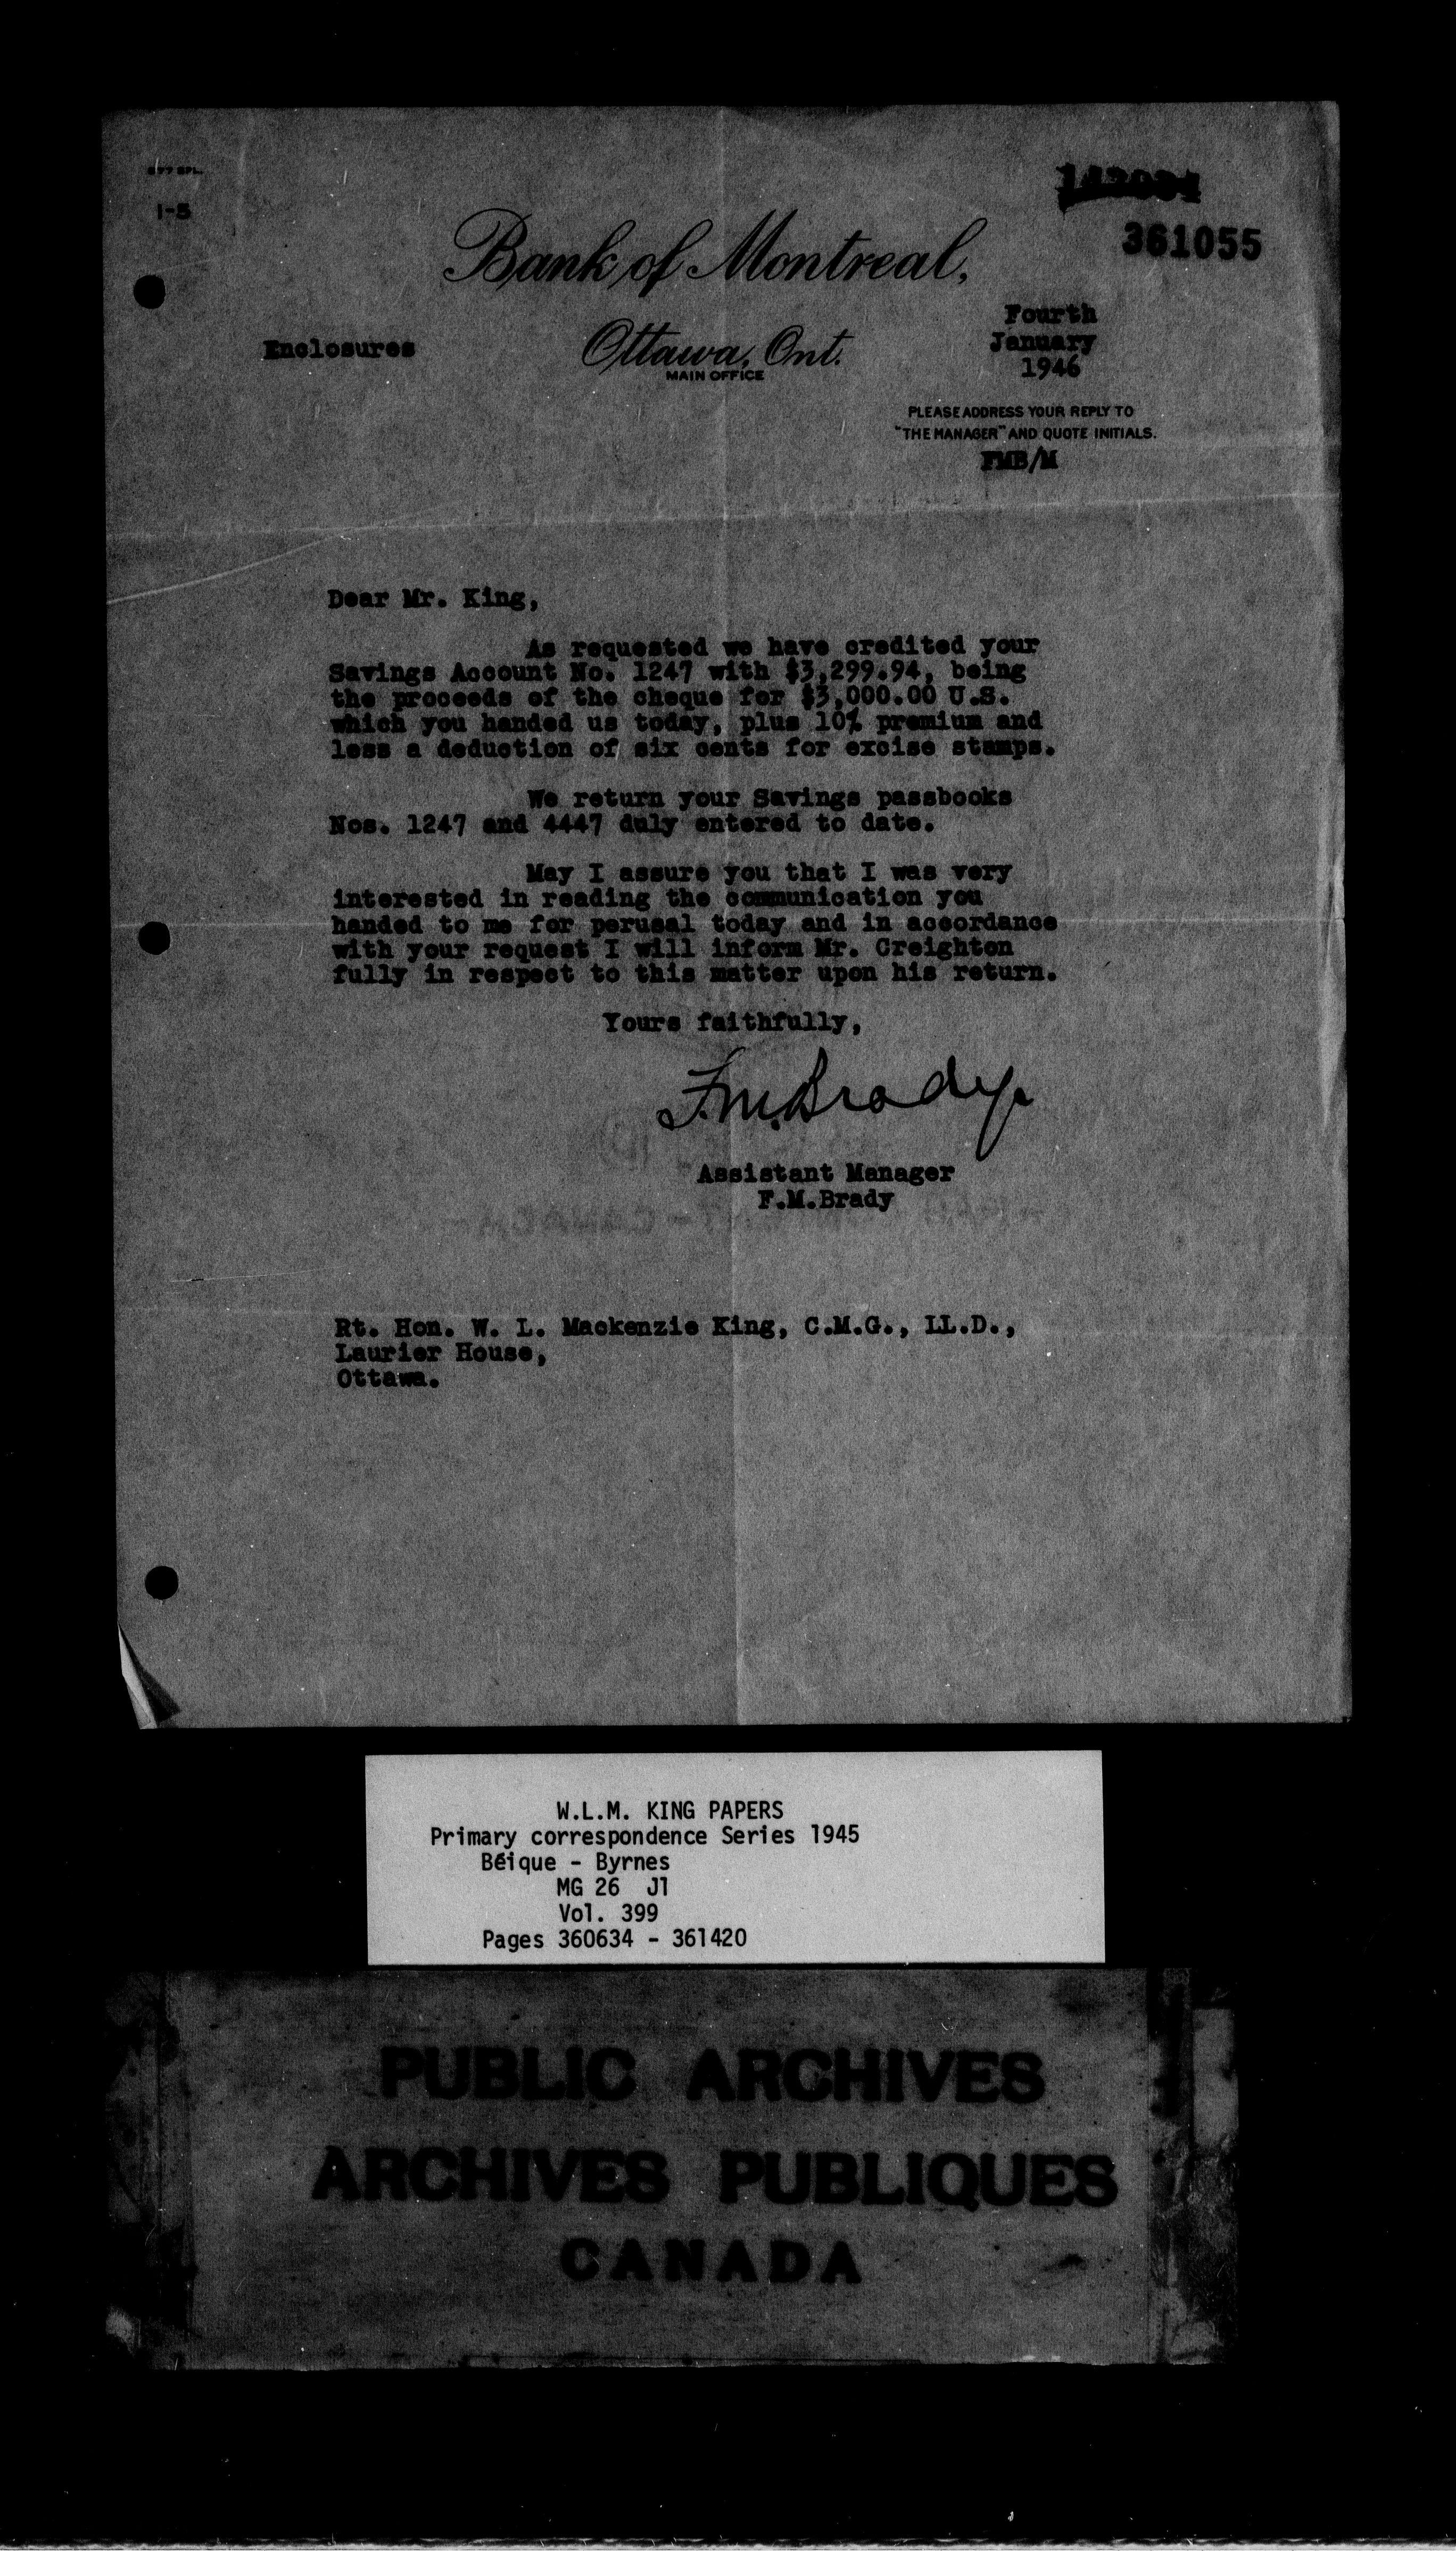 577 SPL.
1-5
361055
Bank of Montreal,
Ottawa, Ont.
MAIN OFFICE
Enclosures
Fourth
January
1946
PLEASE ADDRESS YOUR REPLY TO
"THE MANAGER" AND QUOTE INITIALS.
FMB/M
Dear Mr. King,
As requested we have credited your
Savings Account No. 1247 with $3,299.94, being
the proceeds of the cheque for $3,000.00 U.S.
which you handed us today, plus 10% premium and
less a deduction of six cents for excise stamps.
We return your Savings passbooks
Nos. 1247 and 4447 duly entered to date.
May I assure you that I was very
interested in reading the communication you
handed to me for perusal today and in accordance
with your request I will inform Mr. Creighton
fully in respect to this matter upon his return.
Yours faithfully,
F.M.Brady
Assistant Manager
F.M.Brady
Rt. Hon. W. L. Mackenzie King, C.M.G., LL.D.,
Laurier House,
Ottawa.
W.L.M. KING PAPERS
Primary correspondence Series 1945
Béique - Byrnes
MG 26 J1
Vol. 399
Pages 360634 - 361420
PUBLIC ARCHIVES
ARCHIVES PUBLIQUES
CANADA